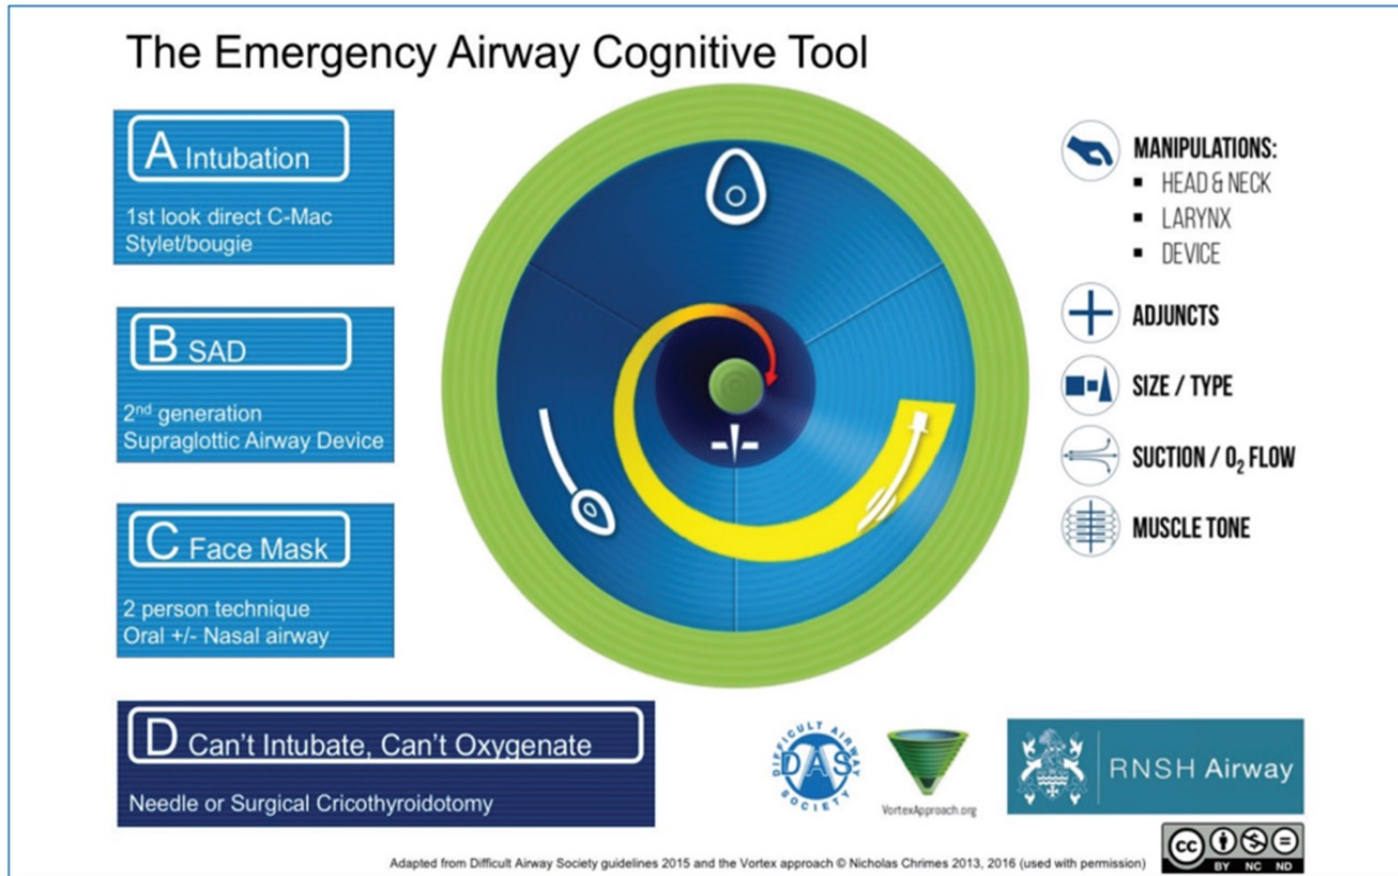 The Emergency Airway Cognitive Tool
A Intubation
1st look direct C-Mac
Stylet/bougie
B SAD
2nd generation
Supraglottic Airway Device
C Face Mask
2 person technique
Oral +/- Nasal airway
D Can't Intubate, Can't Oxygenate
Needle or Surgical Cricothyroidotomy
MANIPULATIONS:
▪ HEAD & NECK
▪ LARYNX
▪ DEVICE
ADJUNCTS
SIZE / TYPE
SUCTION / O₂ FLOW
MUSCLE TONE
DIFFICULT AIRWAY
DAS
SOCIETY
VortexApproach.org
RNSH Airway
Adapted from Difficult Airway Society guidelines 2015 and the Vortex approach © Nicholas Chrimes 2013, 2016 (used with permission)
cc
BY NC ND